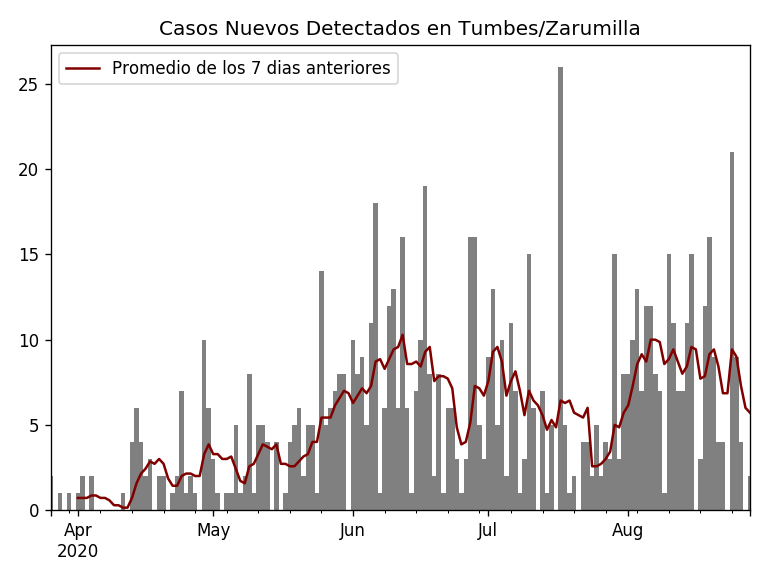 Casos Nuevos Detectados en Tumbes/Zarumilla
Promedio de los 7 dias anteriores
25
20
15
10
5
0
Apr May Jun Jul Aug
2020